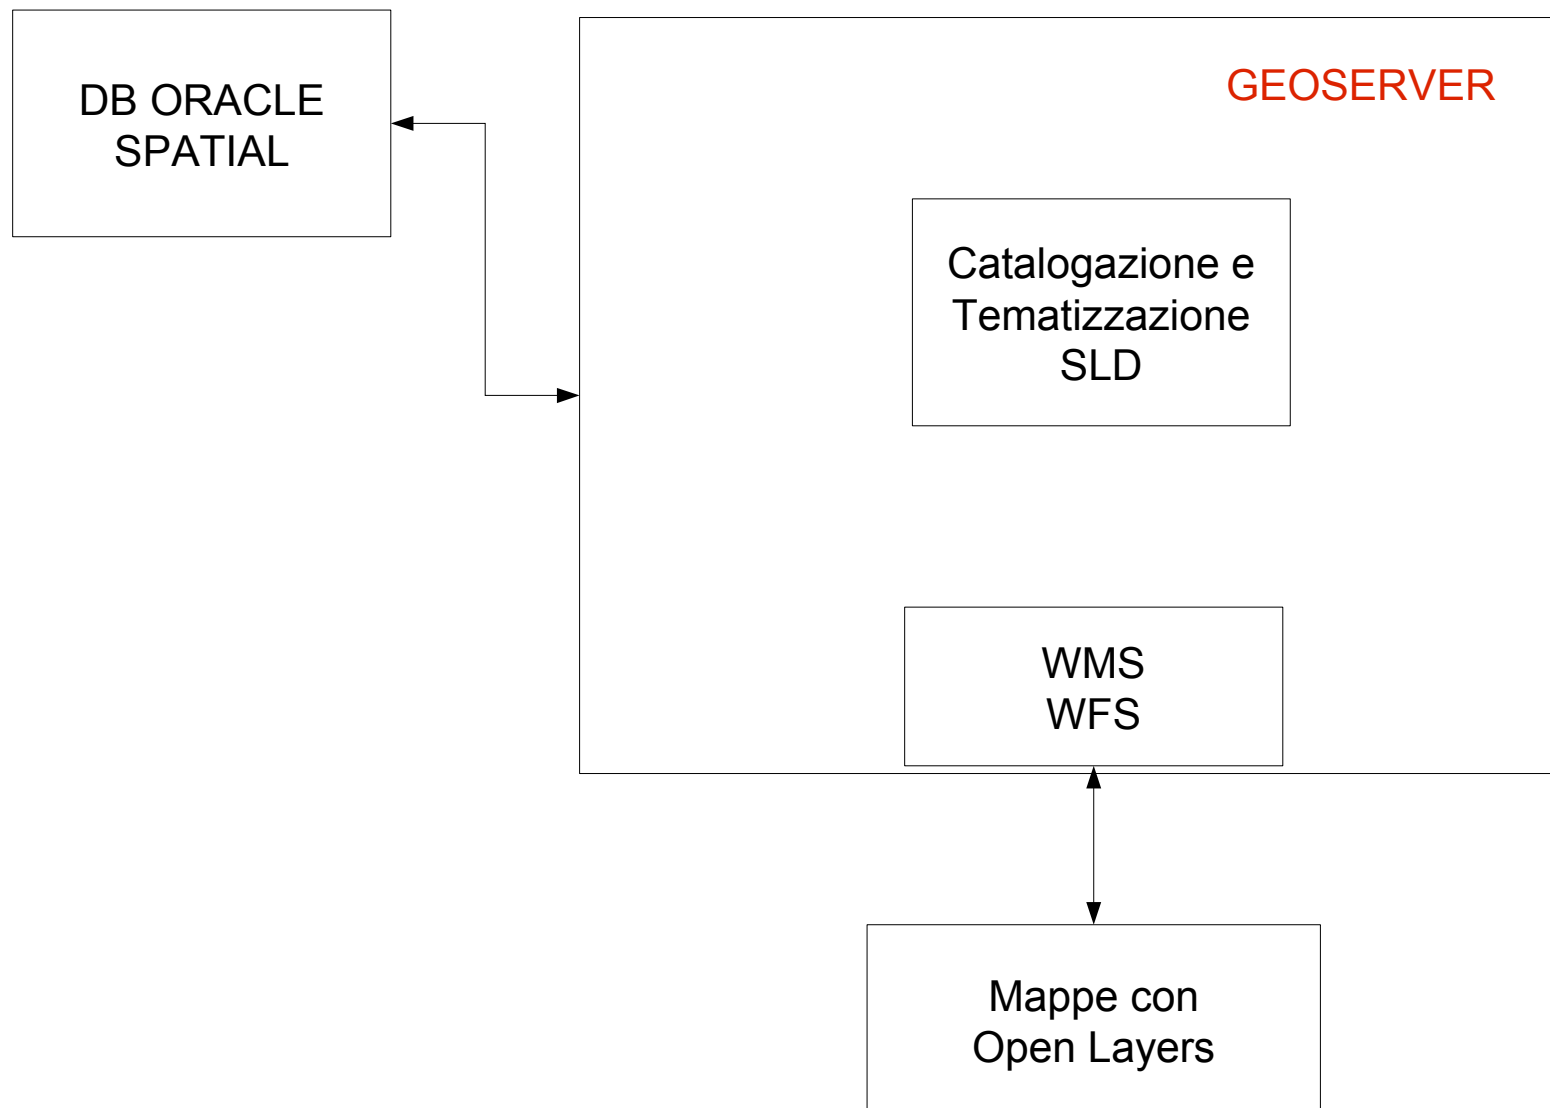 DB ORACLE
SPATIAL
GEOSERVER
Catalogazione e
Tematizzazione
SLD
WMS
WFS
Mappe con
Open Layers